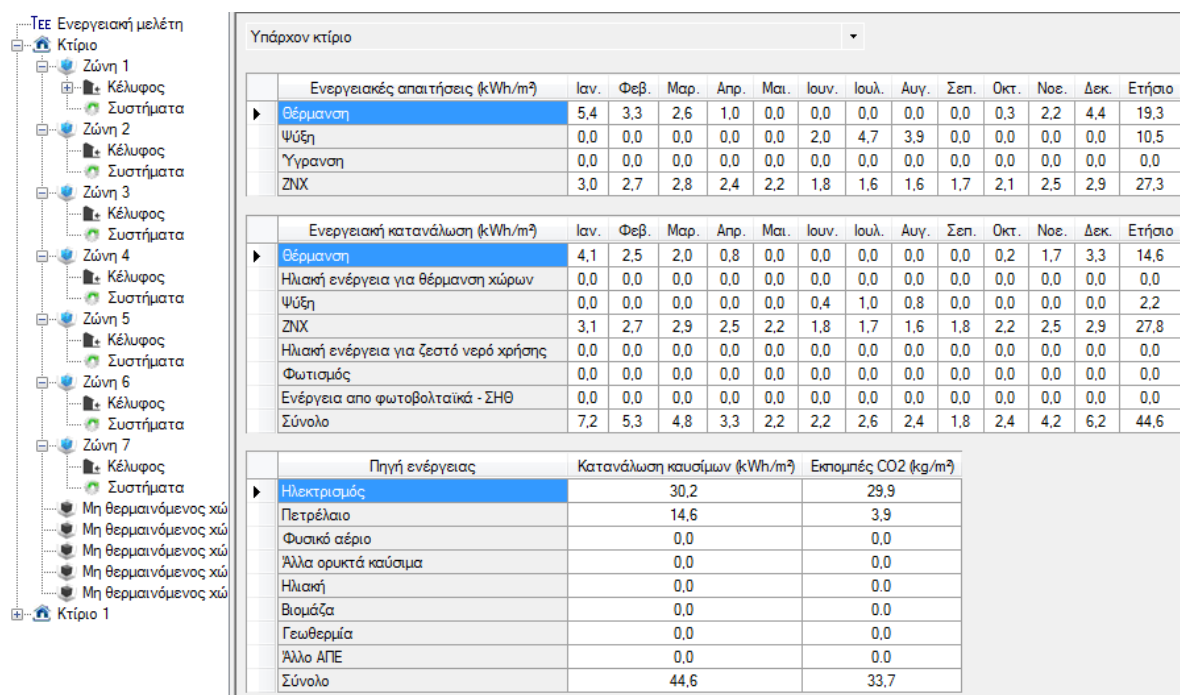 TEE Ενεργειακή μελέτη
Κτίριο
Ζώνη 1
Κέλυφος
Συστήματα
Ζώνη 2
Κέλυφος
Συστήματα
Ζώνη 3
Κέλυφος
Συστήματα
Ζώνη 4
Κέλυφος
Συστήματα
Ζώνη 5
Κέλυφος
Συστήματα
Ζώνη 6
Κέλυφος
Συστήματα
Ζώνη 7
Κέλυφος
Συστήματα
Μη θερμαινόμενος χώ
Μη θερμαινόμενος χώ
Μη θερμαινόμενος χώ
Μη θερμαινόμενος χώ
Μη θερμαινόμενος χώ
Κτίριο 1
Υπάρχον κτίριο
Ενεργειακές απαιτήσεις (kWh/m²) Ιαν. Φεβ. Μαρ. Απρ. Μαι. Ιουν. Ιουλ. Αυγ. Σεπ. Οκτ. Νοε. Δεκ. Ετήσιο
Θέρμανση 5,4 3,3 2,6 1,0 0,0 0,0 0,0 0,0 0,0 0,3 2,2 4,4 19,3
Ψύξη 0,0 0,0 0,0 0,0 0,0 2,0 4,7 3,9 0,0 0,0 0,0 0,0 10,5
Ύγρανση 0,0 0,0 0,0 0,0 0,0 0,0 0,0 0,0 0,0 0,0 0,0 0,0 0,0
ΖΝΧ 3,0 2,7 2,8 2,4 2,2 1,8 1,6 1,6 1,7 2,1 2,5 2,9 27,3
Ενεργειακή κατανάλωση (kWh/m²) Ιαν. Φεβ. Μαρ. Απρ. Μαι. Ιουν. Ιουλ. Αυγ. Σεπ. Οκτ. Νοε. Δεκ. Ετήσιο
Θέρμανση 4,1 2,5 2,0 0,8 0,0 0,0 0,0 0,0 0,0 0,2 1,7 3,3 14,6
Ηλιακή ενέργεια για θέρμανση χώρων 0,0 0,0 0,0 0,0 0,0 0,0 0,0 0,0 0,0 0,0 0,0 0,0 0,0
Ψύξη 0,0 0,0 0,0 0,0 0,0 0,4 1,0 0,8 0,0 0,0 0,0 0,0 2,2
ΖΝΧ 3,1 2,7 2,9 2,5 2,2 1,8 1,7 1,6 1,8 2,2 2,5 2,9 27,8
Ηλιακή ενέργεια για ζεστό νερό χρήσης 0,0 0,0 0,0 0,0 0,0 0,0 0,0 0,0 0,0 0,0 0,0 0,0 0,0
Φωτισμός 0,0 0,0 0,0 0,0 0,0 0,0 0,0 0,0 0,0 0,0 0,0 0,0 0,0
Ενέργεια απο φωτοβολταϊκά - ΣΗΘ 0,0 0,0 0,0 0,0 0,0 0,0 0,0 0,0 0,0 0,0 0,0 0,0 0,0
Σύνολο 7,2 5,3 4,8 3,3 2,2 2,2 2,6 2,4 1,8 2,4 4,2 6,2 44,6
Πηγή ενέργειας Κατανάλωση καυσίμων (kWh/m²) Εκπομπές CO2 (kg/m²)
Ηλεκτρισμός 30,2 29,9
Πετρέλαιο 14,6 3,9
Φυσικό αέριο 0,0 0,0
Άλλα ορυκτά καύσιμα 0,0 0,0
Ηλιακή 0,0 0.0
Βιομάζα 0,0 0,0
Γεωθερμία 0,0 0,0
Άλλο ΑΠΕ 0,0 0.0
Σύνολο 44,6 33,7